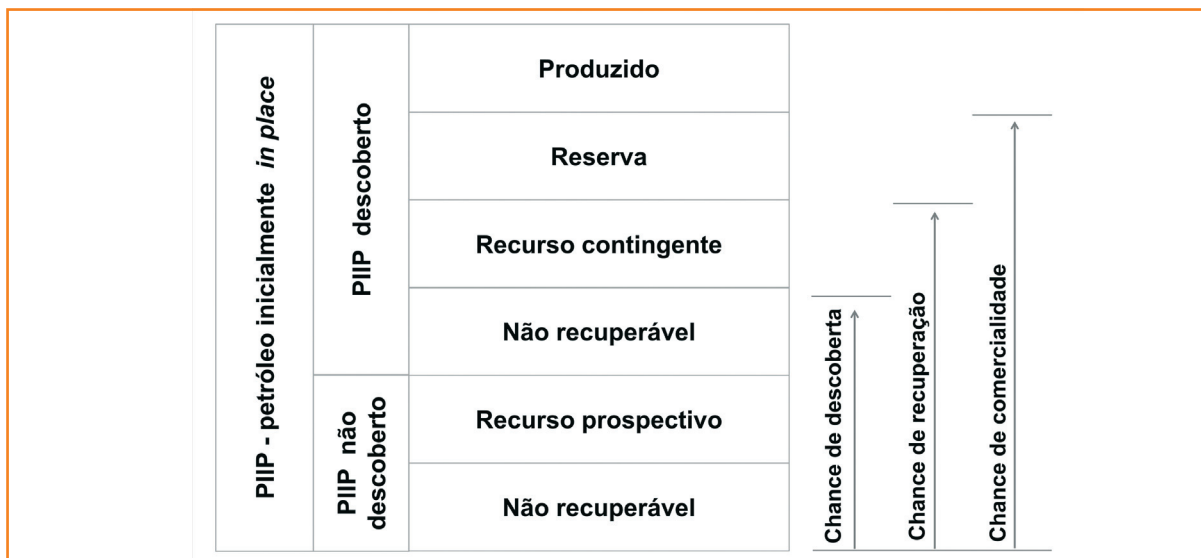 PIIP - petróleo inicialmente in place
PIIP descoberto
Produzido
Reserva
Recurso contingente
Não recuperável
PIIP não
descoberto
Recurso prospectivo
Não recuperável
Chance de descoberta
Chance de recuperação
Chance de comercialidade